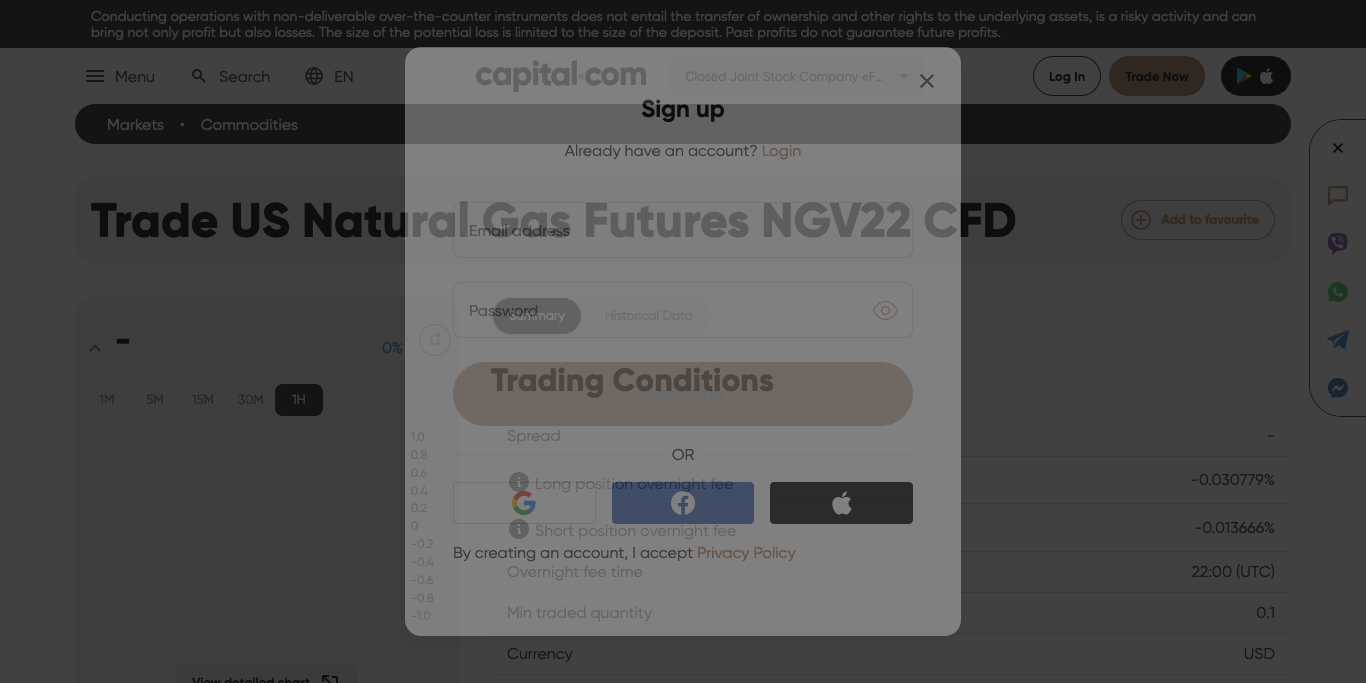 Conducting operations with non-deliverable over-the-counter instruments does not entail the transfer of ownership and other rights to the underlying assets, is a risky activity and can
bring not only profit but also losses. The size of the potential loss is limited to the size of the deposit. Past profits do not guarantee future profits.
Menu Search EN capital.com Closed Joint Stock Company «F... Log In Trade Now
Sign up
Markets • Commodities
Already have an account? Login
Trade US Natural Gas Futures NGV22 CFD
Add to favourite
Email address
Password
Summary Historical Data
0%
1M 5M 15M 30M 1H
Trading Conditions
Continue
1.0
0.8
0.6
0.4
0.2
0
-0.2
-0.4
-0.6
-0.8
-1.0
Spread -
OR
Long position overnight fee -0.030779%
Short position overnight fee -0.013666%
By creating an account, I accept Privacy Policy
Overnight fee time 22:00 (UTC)
Min traded quantity 0.1
Currency USD
View detailed chart